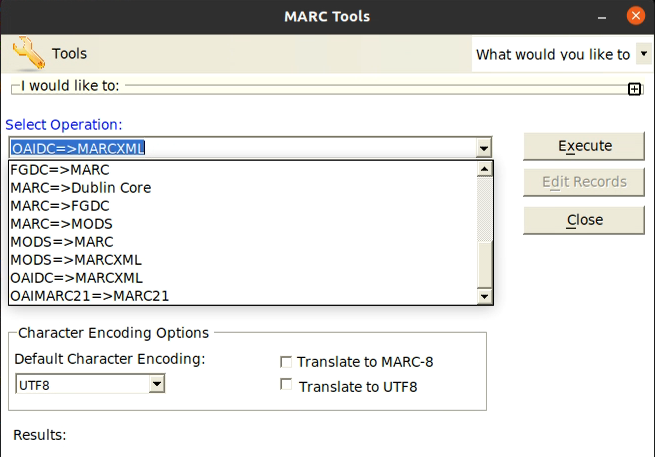 MARC Tools
Tools
What would you like to
I would like to:
Select Operation:
OAIDC=>MARCXML
Execute
FGDC=>MARC
MARC=>Dublin Core
MARC=>FGDC
MARC=>MODS
MODS=>MARC
MODS=>MARCXML
OAIDC=>MARCXML
OAIMARC21=>MARC21
Edit Records
Close
Character Encoding Options
Default Character Encoding:
UTF8
Translate to MARC-8
Translate to UTF8
Results: